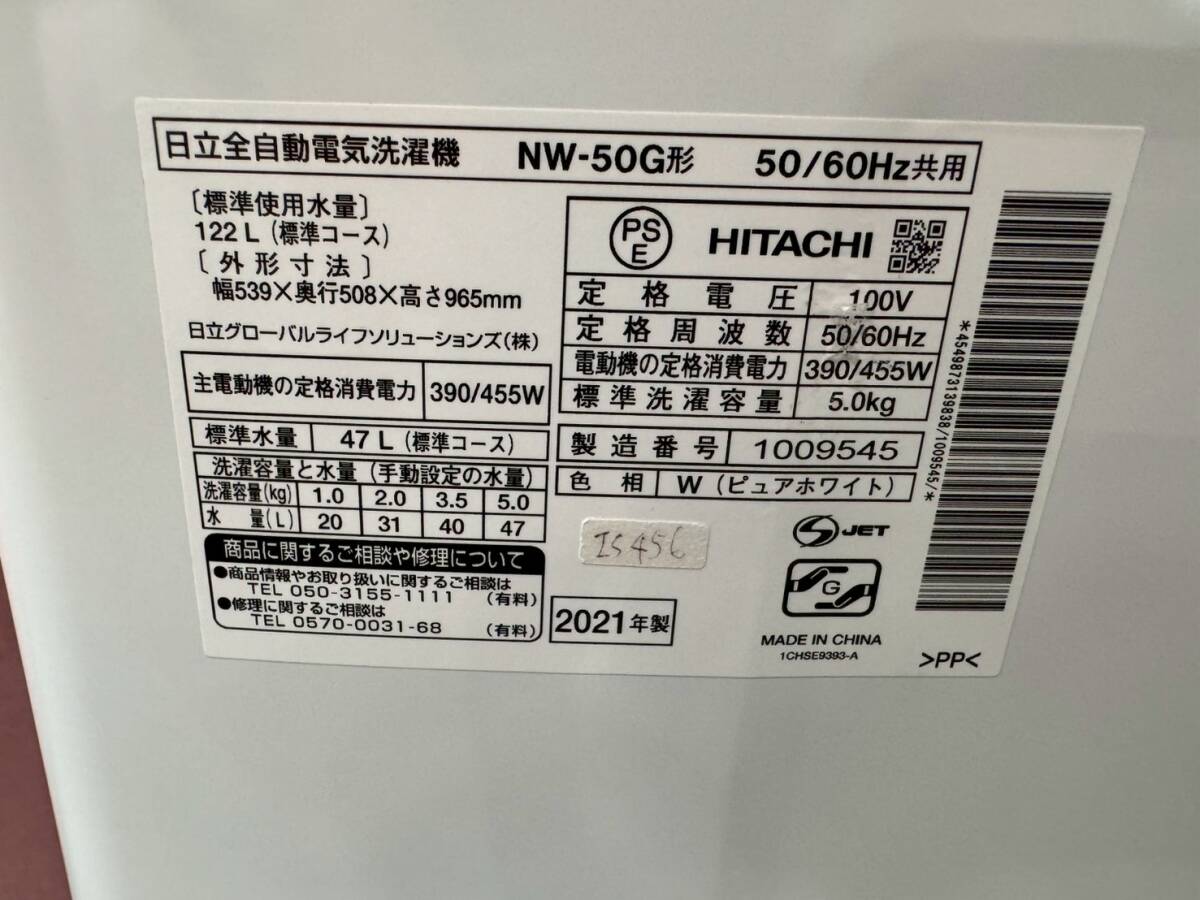 日立全自動電気洗濯機 NW-50G形 50/60Hz共用
〔標準使用水量〕
122 L (標準コース)
〔外形寸法〕
幅539×奥行508×高さ965mm
日立グローバルライフソリューションズ(株)
主電動機の定格消費電力 390/455W
標準水量 47 L (標準コース)
洗濯容量と水量 (手動設定の水量)
洗濯容量(kg) 1.0 2.0 3.5 5.0
水量(L) 20 31 40 47
商品に関するご相談や修理について
●商品情報やお取り扱いに関するご相談は
TEL 050-3155-1111 (有料)
●修理に関するご相談は
TEL 0570-0031-68 (有料)
PS
E
HITACHI
定格電圧 100V
定格周波数 50/60Hz
電動機の定格消費電力 390/455W
標準洗濯容量 5.0kg
製造番号 1009545
色相 W (ピュアホワイト)
IS456
2021年製
S JET
G
MADE IN CHINA
1CHSE9393-A
>PP<
*4549873139838/1009545/*